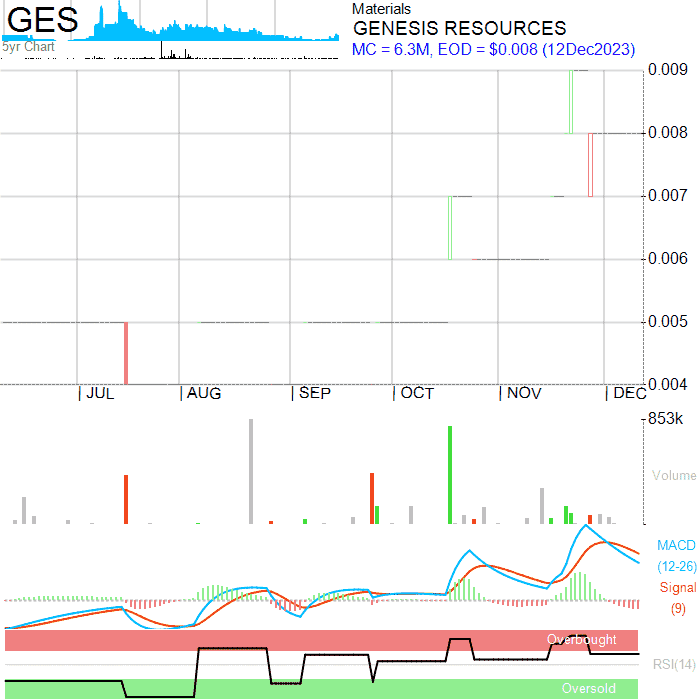 GES
5yr Chart
Materials
GENESIS RESOURCES
MC = 6.3M, EOD = $0.008 (12Dec2023)
0.009
0.008
0.007
0.006
0.005
0.004
JUL AUG SEP OCT NOV DEC
853k
Volume
MACD
(12-26)
Signal
(9)
Overbought
RSI(14)
Oversold